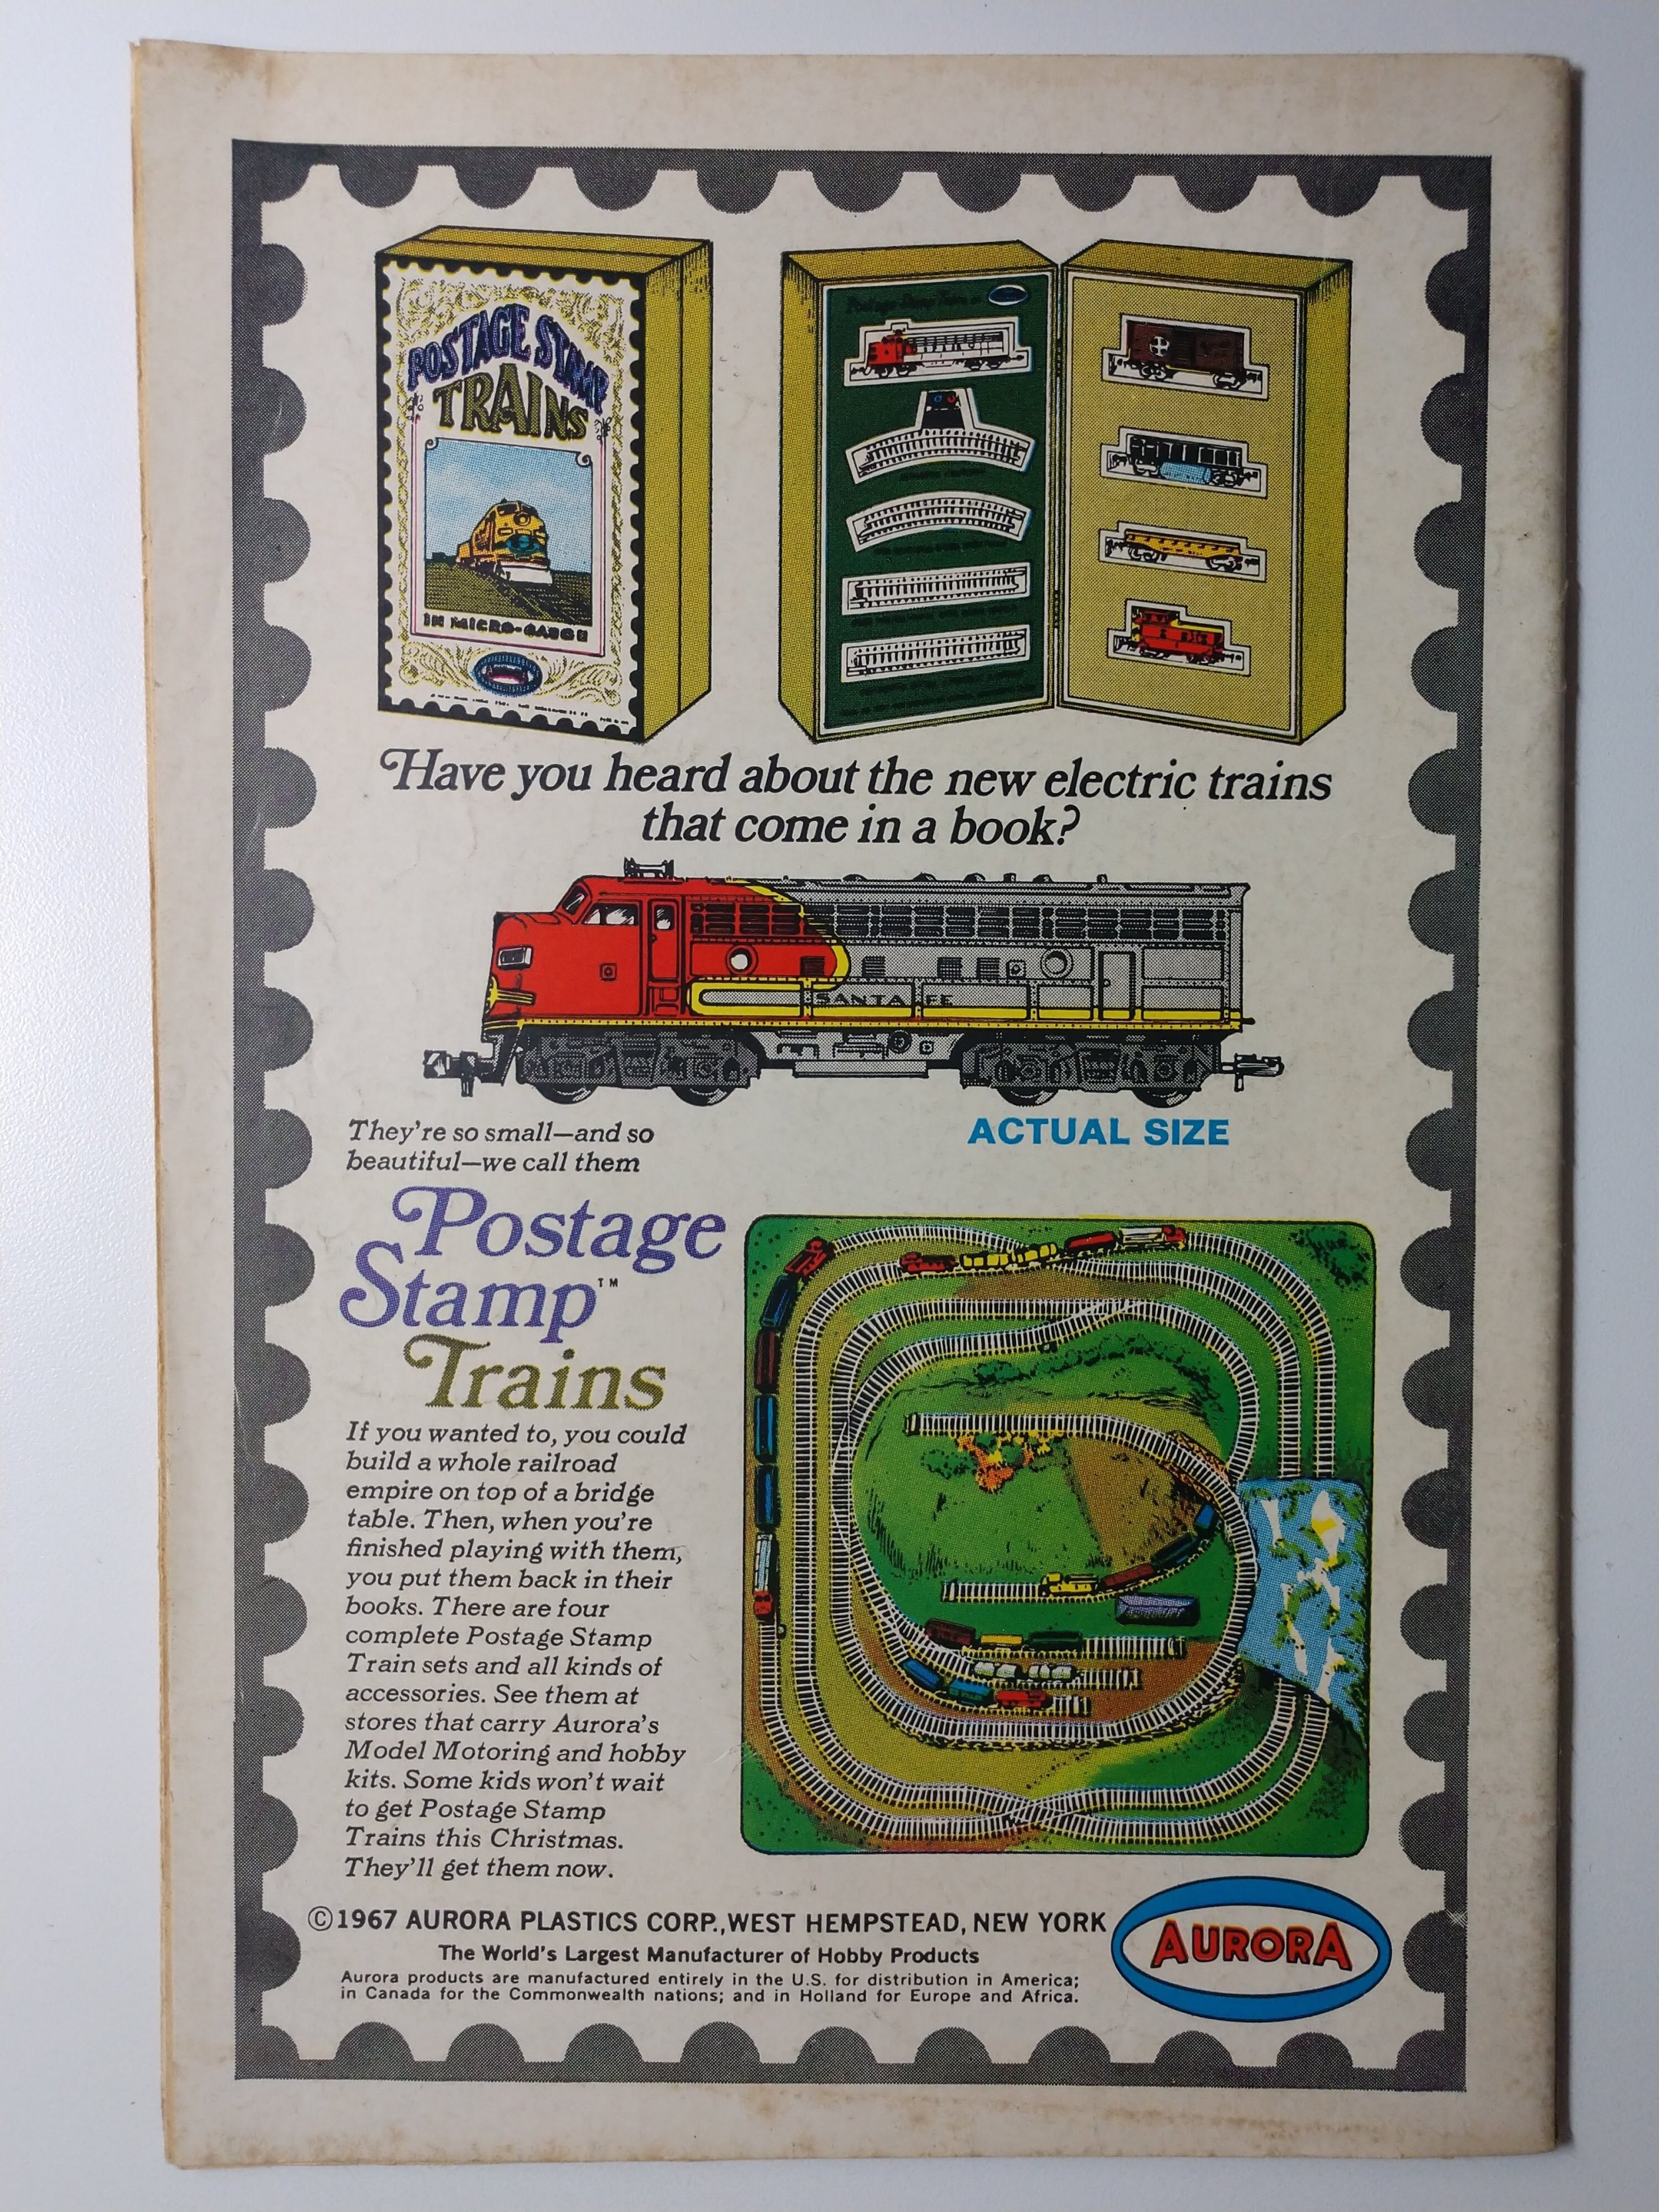 POSTAGE STAMP
TRAINS
IN MICRO-GAUGE
Have you heard about the new electric trains
that come in a book?
SANTA FE
ACTUAL SIZE
They're so small—and so
beautiful—we call them
Postage
Stamp™
Trains
If you wanted to, you could
build a whole railroad
empire on top of a bridge
table. Then, when you're
finished playing with them,
you put them back in their
books. There are four
complete Postage Stamp
Train sets and all kinds of
accessories. See them at
stores that carry Aurora's
Model Motoring and hobby
kits. Some kids won't wait
to get Postage Stamp
Trains this Christmas.
They'll get them now.
©1967 AURORA PLASTICS CORP., WEST HEMPSTEAD, NEW YORK
The World's Largest Manufacturer of Hobby Products
Aurora products are manufactured entirely in the U.S. for distribution in America;
in Canada for the Commonwealth nations; and in Holland for Europe and Africa.
AURORA